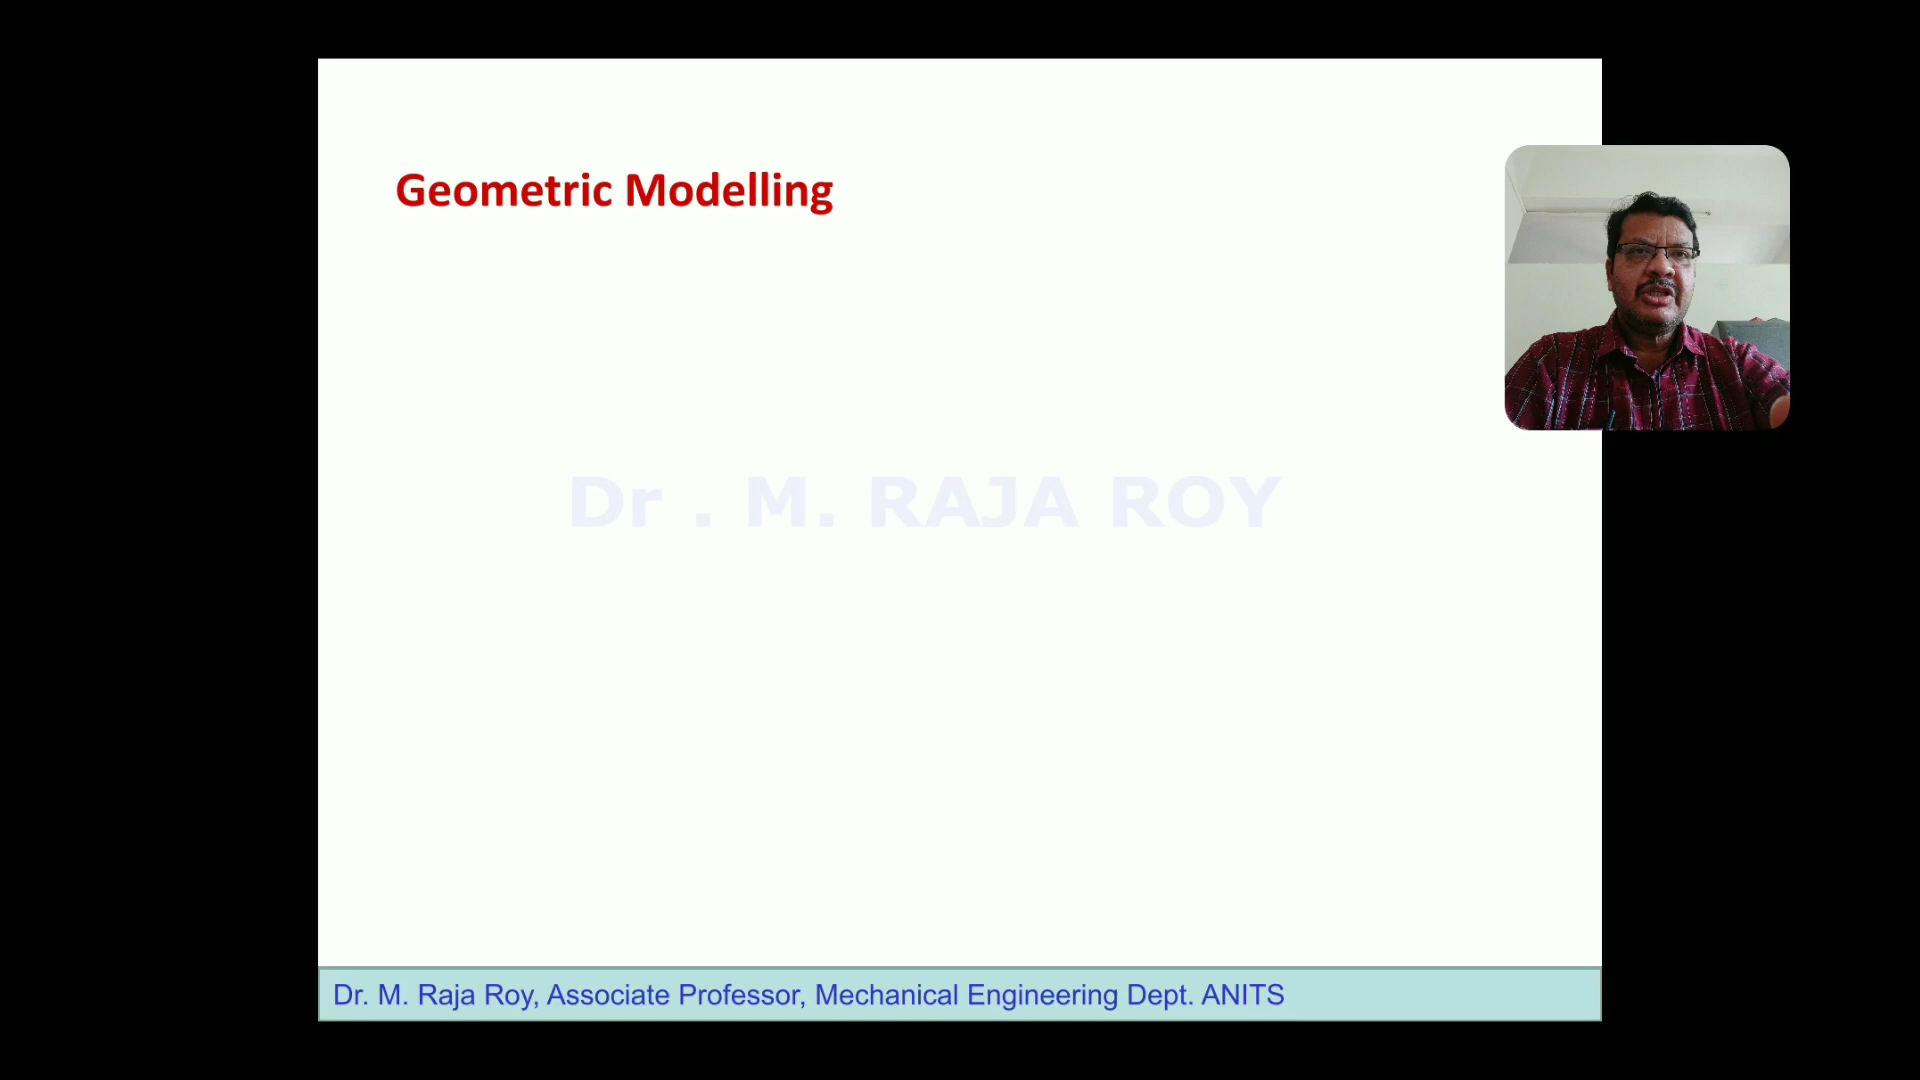 Geometric Modelling
Dr . M. RAJA ROY
Dr. M. Raja Roy, Associate Professor, Mechanical Engineering Dept. ANITS